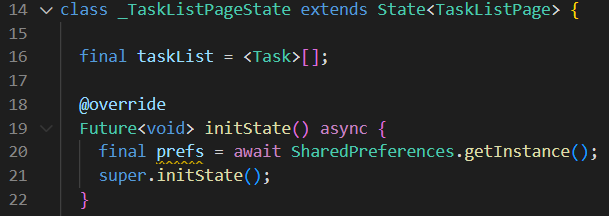 14 class _TaskListPageState extends State<TaskListPage> {
15
16 final taskList = <Task>[];
17
18 @override
19 Future<void> initState() async {
20 final prefs = await SharedPreferences.getInstance();
21 super.initState();
22 }